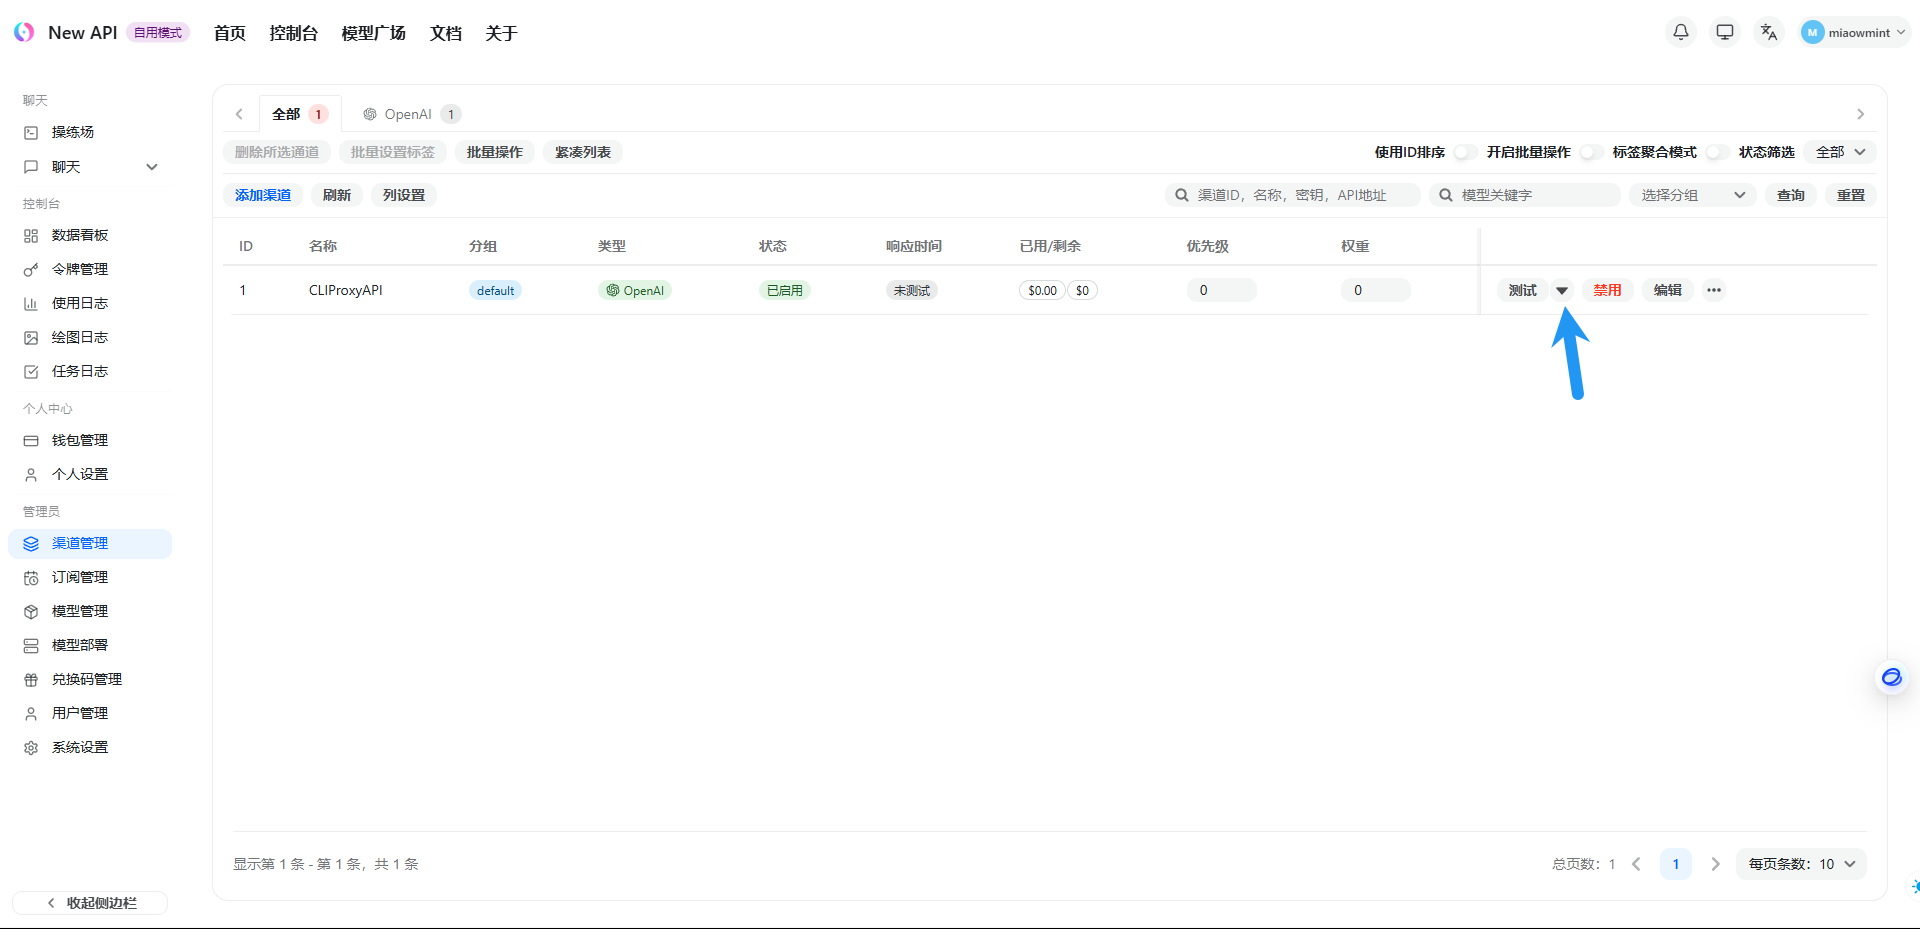 New API 自用模式 首页 控制台 模型广场 文档 关于 M miaowmint
聊天
操练场
聊天
控制台
数据看板
令牌管理
使用日志
绘图日志
任务日志
个人中心
钱包管理
个人设置
管理员
渠道管理
订阅管理
模型管理
模型部署
兑换码管理
用户管理
系统设置
收起侧边栏
全部 1 OpenAI 1
删除所选通道 批量设置标签 批量操作 紧凑列表 使用ID排序 开启批量操作 标签聚合模式 状态筛选 全部
添加渠道 刷新 列设置 渠道ID，名称，密钥，API地址 模型关键字 选择分组 查询 重置
ID 名称 分组 类型 状态 响应时间 已用/剩余 优先级 权重
1 CLIProxyAPI default OpenAI 已启用 未测试 $0.00 $0 0 0 测试 禁用 编辑
显示第 1 条 - 第 1 条，共 1 条 总页数：1 1 每页条数：10